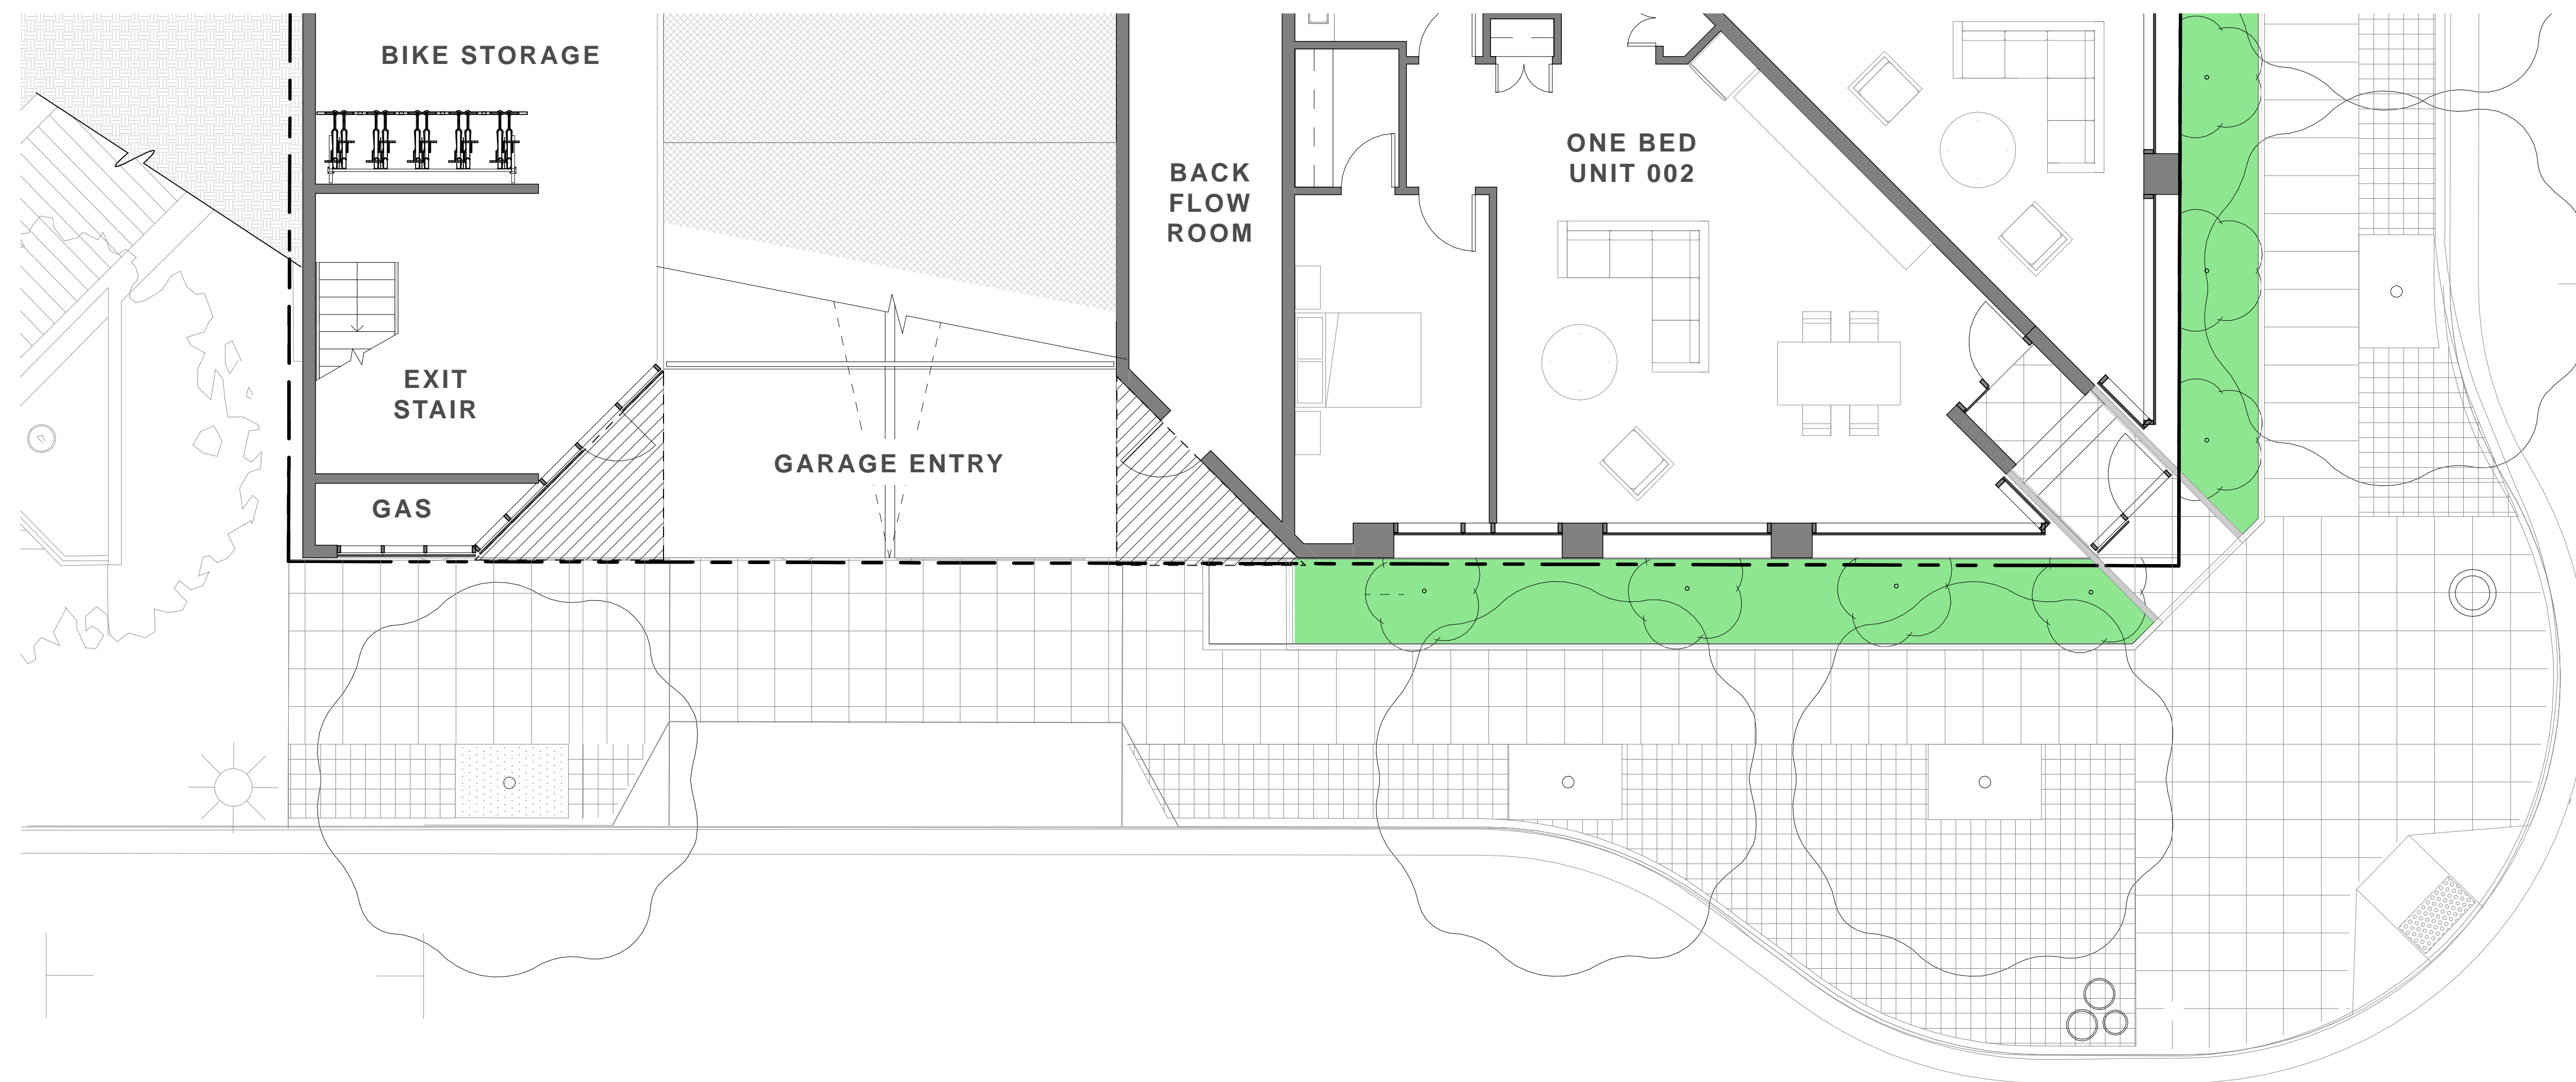 BIKE STORAGE
ONE BED
UNIT 002
BACK
FLOW
ROOM
EXIT
STAIR
GARAGE ENTRY
GAS